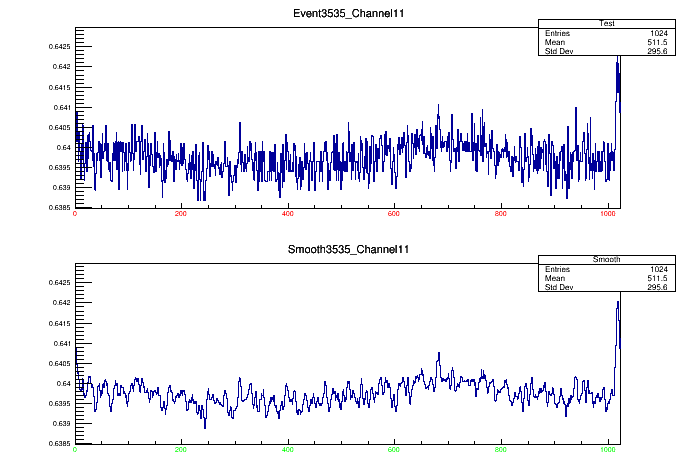 Event3535_Channel11
Test
Entries 1024
Mean 511.5
Std Dev 295.6
0.6425
0.642
0.6415
0.641
0.6405
0.64
0.6395
0.639
0.6385
0 200 400 600 800 1000
Smooth3535_Channel11
Smooth
Entries 1024
Mean 511.5
Std Dev 295.6
0.6425
0.642
0.6415
0.641
0.6405
0.64
0.6395
0.639
0.6385
0 200 400 600 800 1000